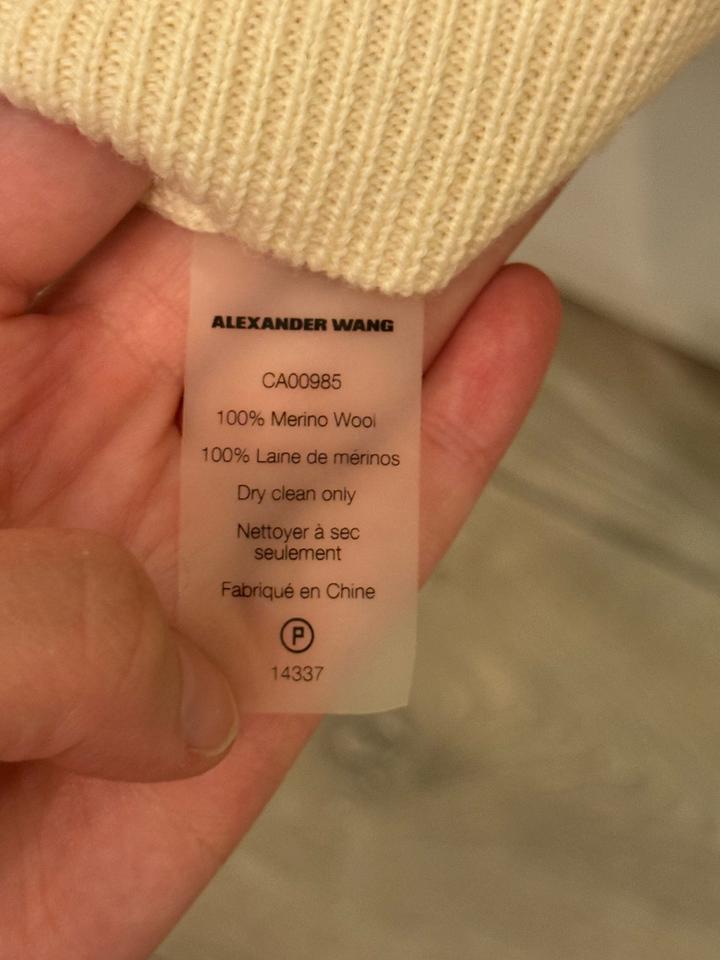 ALEXANDER WANG
CA00985
100% Merino Wool
100% Laine de mérinos
Dry clean only
Nettoyer à sec
seulement
Fabriqué en Chine
P
14337